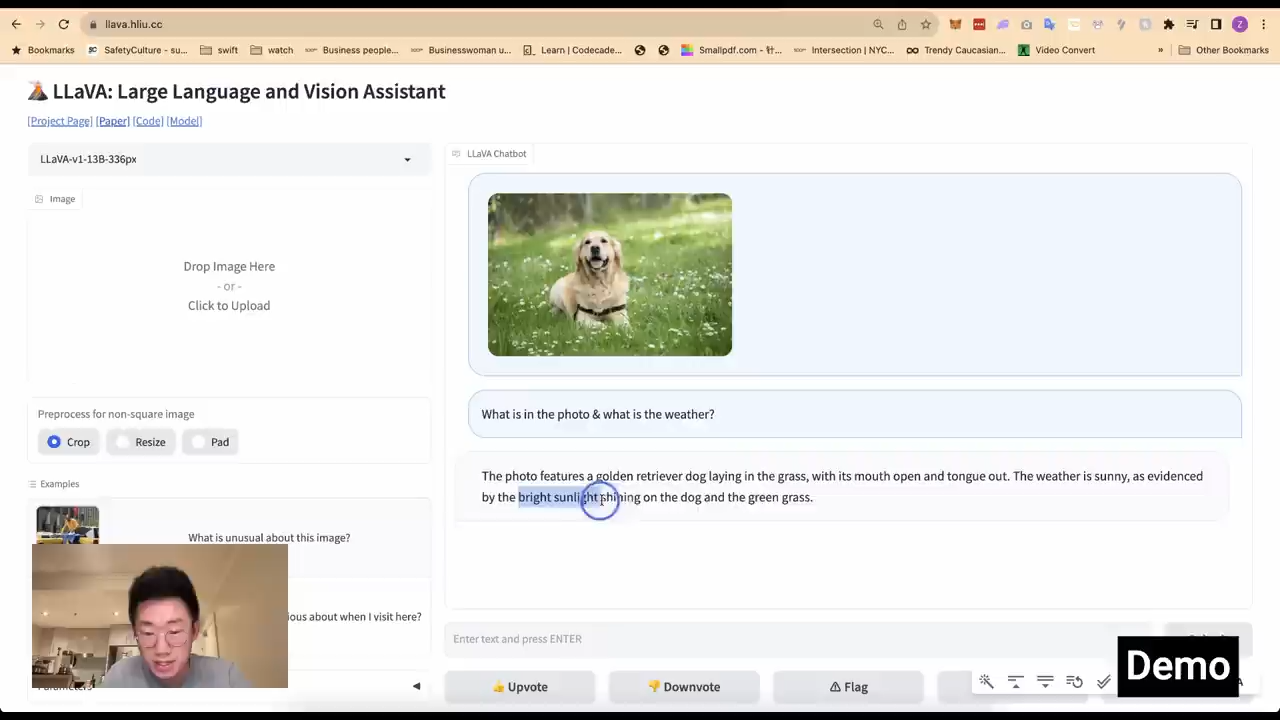 llava.hliu.cc
Bookmarks
SafetyCulture - su...
swift
watch
Business people...
Businesswoman u...
Learn | Codecade...
Smallpdf.com - 针...
Intersection | NYC...
Trendy Caucasian...
Video Convert
»
Other Bookmarks
LLaVA: Large Language and Vision Assistant
[Project Page] [Paper] [Code] [Model]
LLaVA-v1-13B-336px
LLaVA Chatbot
Image
Drop Image Here
- or -
Click to Upload
What is in the photo & what is the weather?
Preprocess for non-square image
Crop
Resize
Pad
The photo features a golden retriever dog laying in the grass, with its mouth open and tongue out. The weather is sunny, as evidenced
by the bright sunlight shining on the dog and the green grass.
Examples
What is unusual about this image?
ious about when I visit here?
Enter text and press ENTER
Demo
Upvote
Downvote
Flag